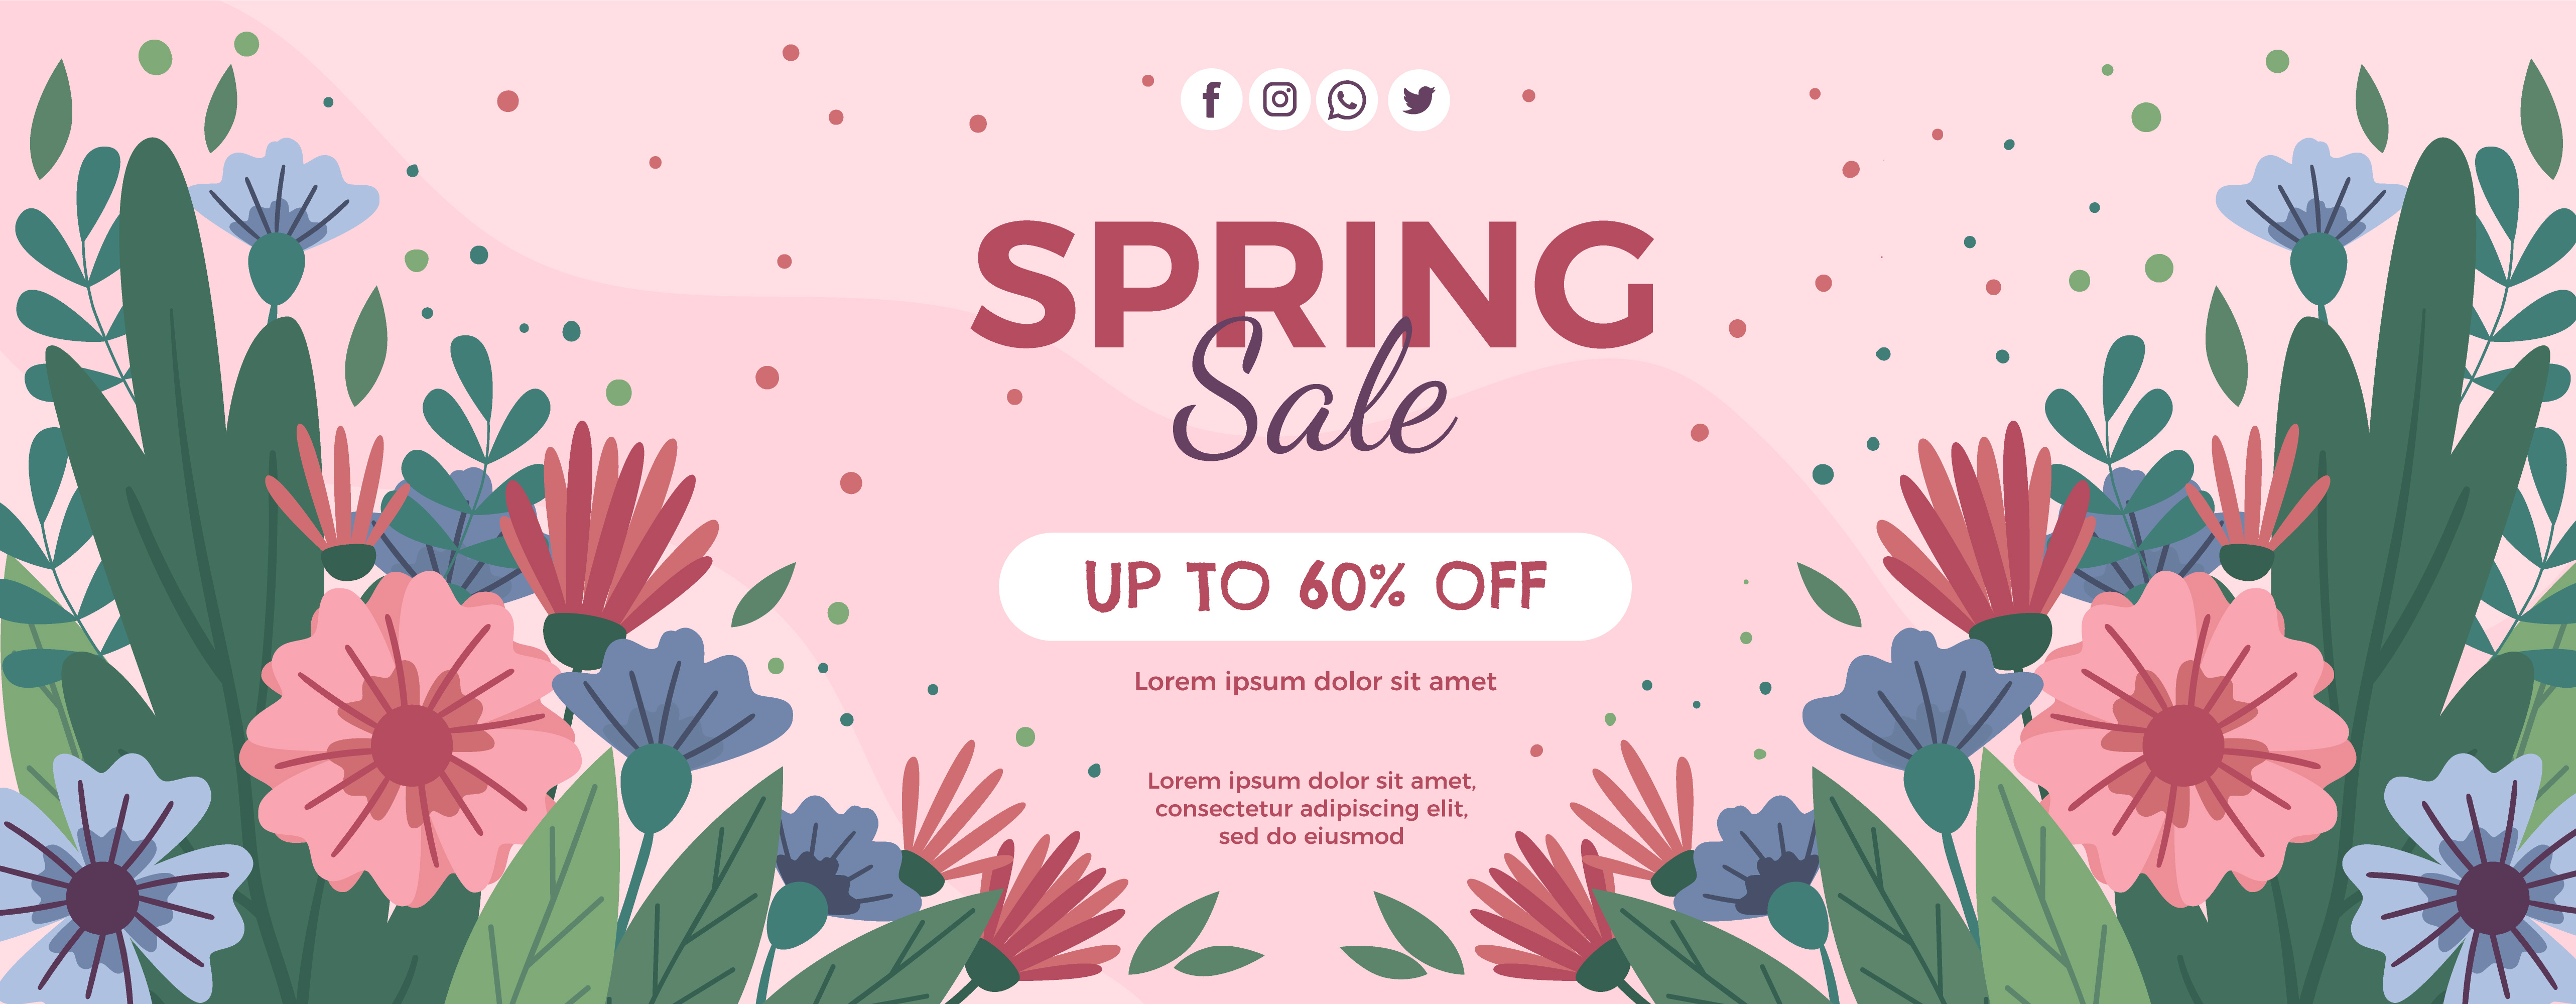 SPRING
Sale
UP TO 60% OFF
Lorem ipsum dolor sit amet
Lorem ipsum dolor sit amet,
consectetur adipiscing elit,
sed do eiusmod